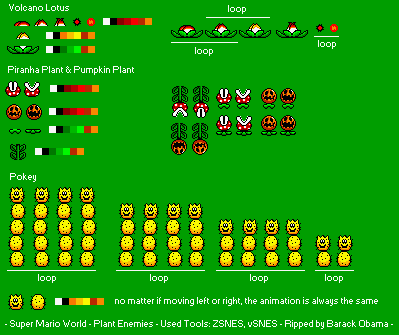 Volcano Lotus
loop
loop
loop
Piranha Plant & Pumpkin Plant
Pokey
loop
loop
loop
loop
no matter if moving left or right, the animation is always the same
- Super Mario World - Plant Enemies - Used Tools: ZSNES, vSNES - Ripped by Barack Obama -